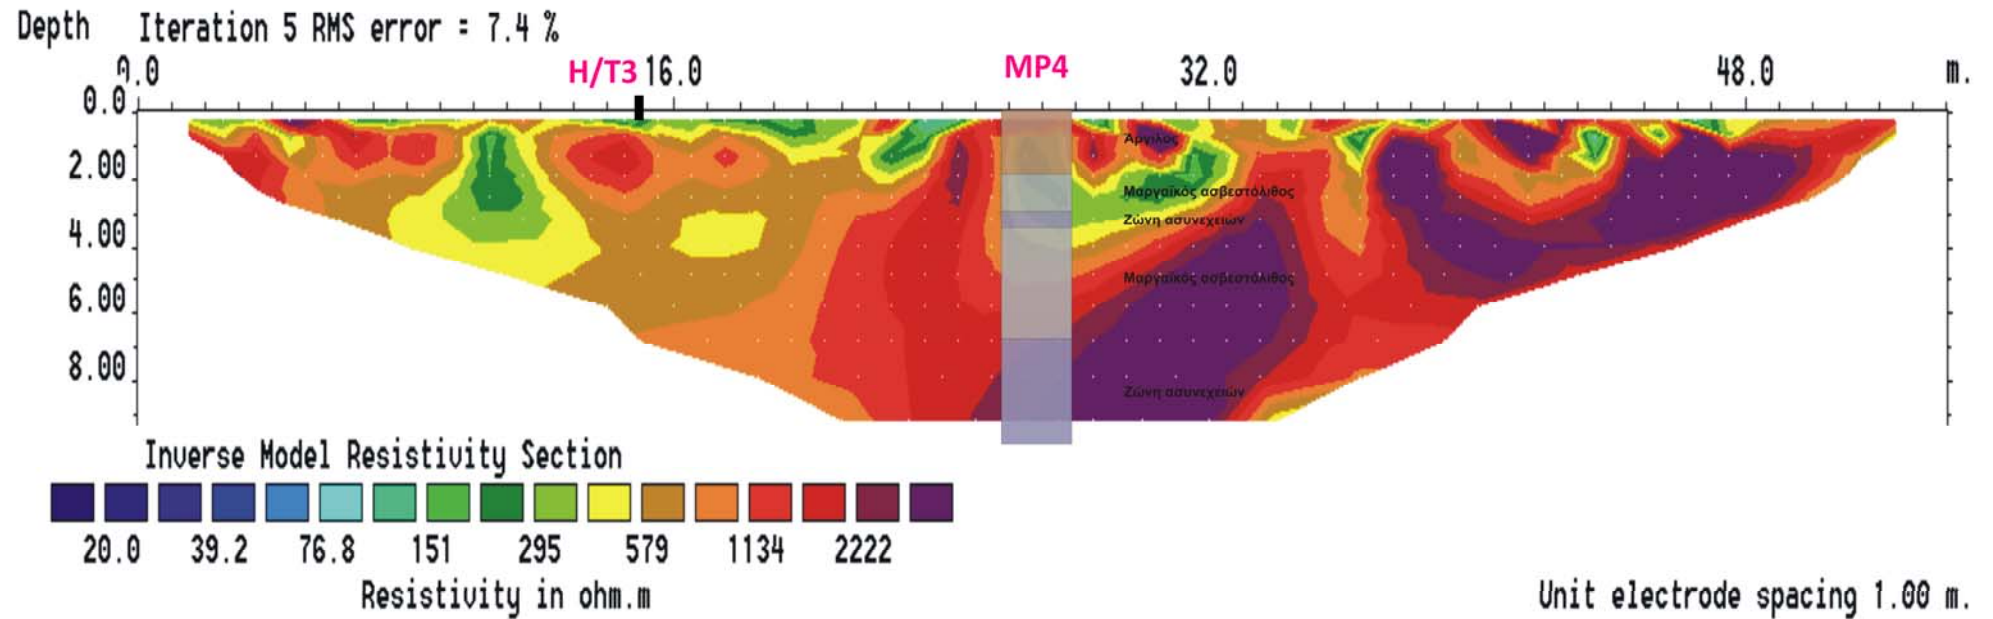 Depth Iteration 5 RMS error = 7.4 %
0.0 H/T3 16.0 MP4 32.0 48.0 m.
0.0
Άργιλος
2.00
Μαργαϊκός ασβεστόλιθος
Ζώνη ασυνεχειών
4.00
Μαργαϊκός ασβεστόλιθος
6.00
8.00
Ζώνη ασυνεχειών
Inverse Model Resistivity Section
20.0 39.2 76.8 151 295 579 1134 2222
Resistivity in ohm.m
Unit electrode spacing 1.00 m.